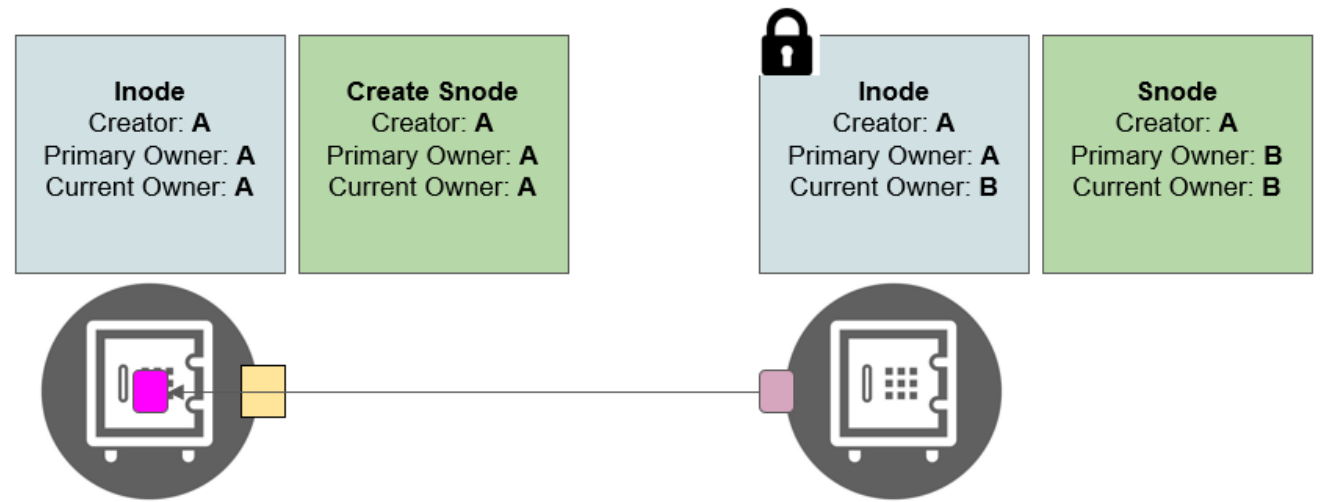 Inode
Creator: A
Primary Owner: A
Current Owner: A
Create Snode
Creator: A
Primary Owner: A
Current Owner: A
Inode
Creator: A
Primary Owner: A
Current Owner: B
Snode
Creator: A
Primary Owner: B
Current Owner: B